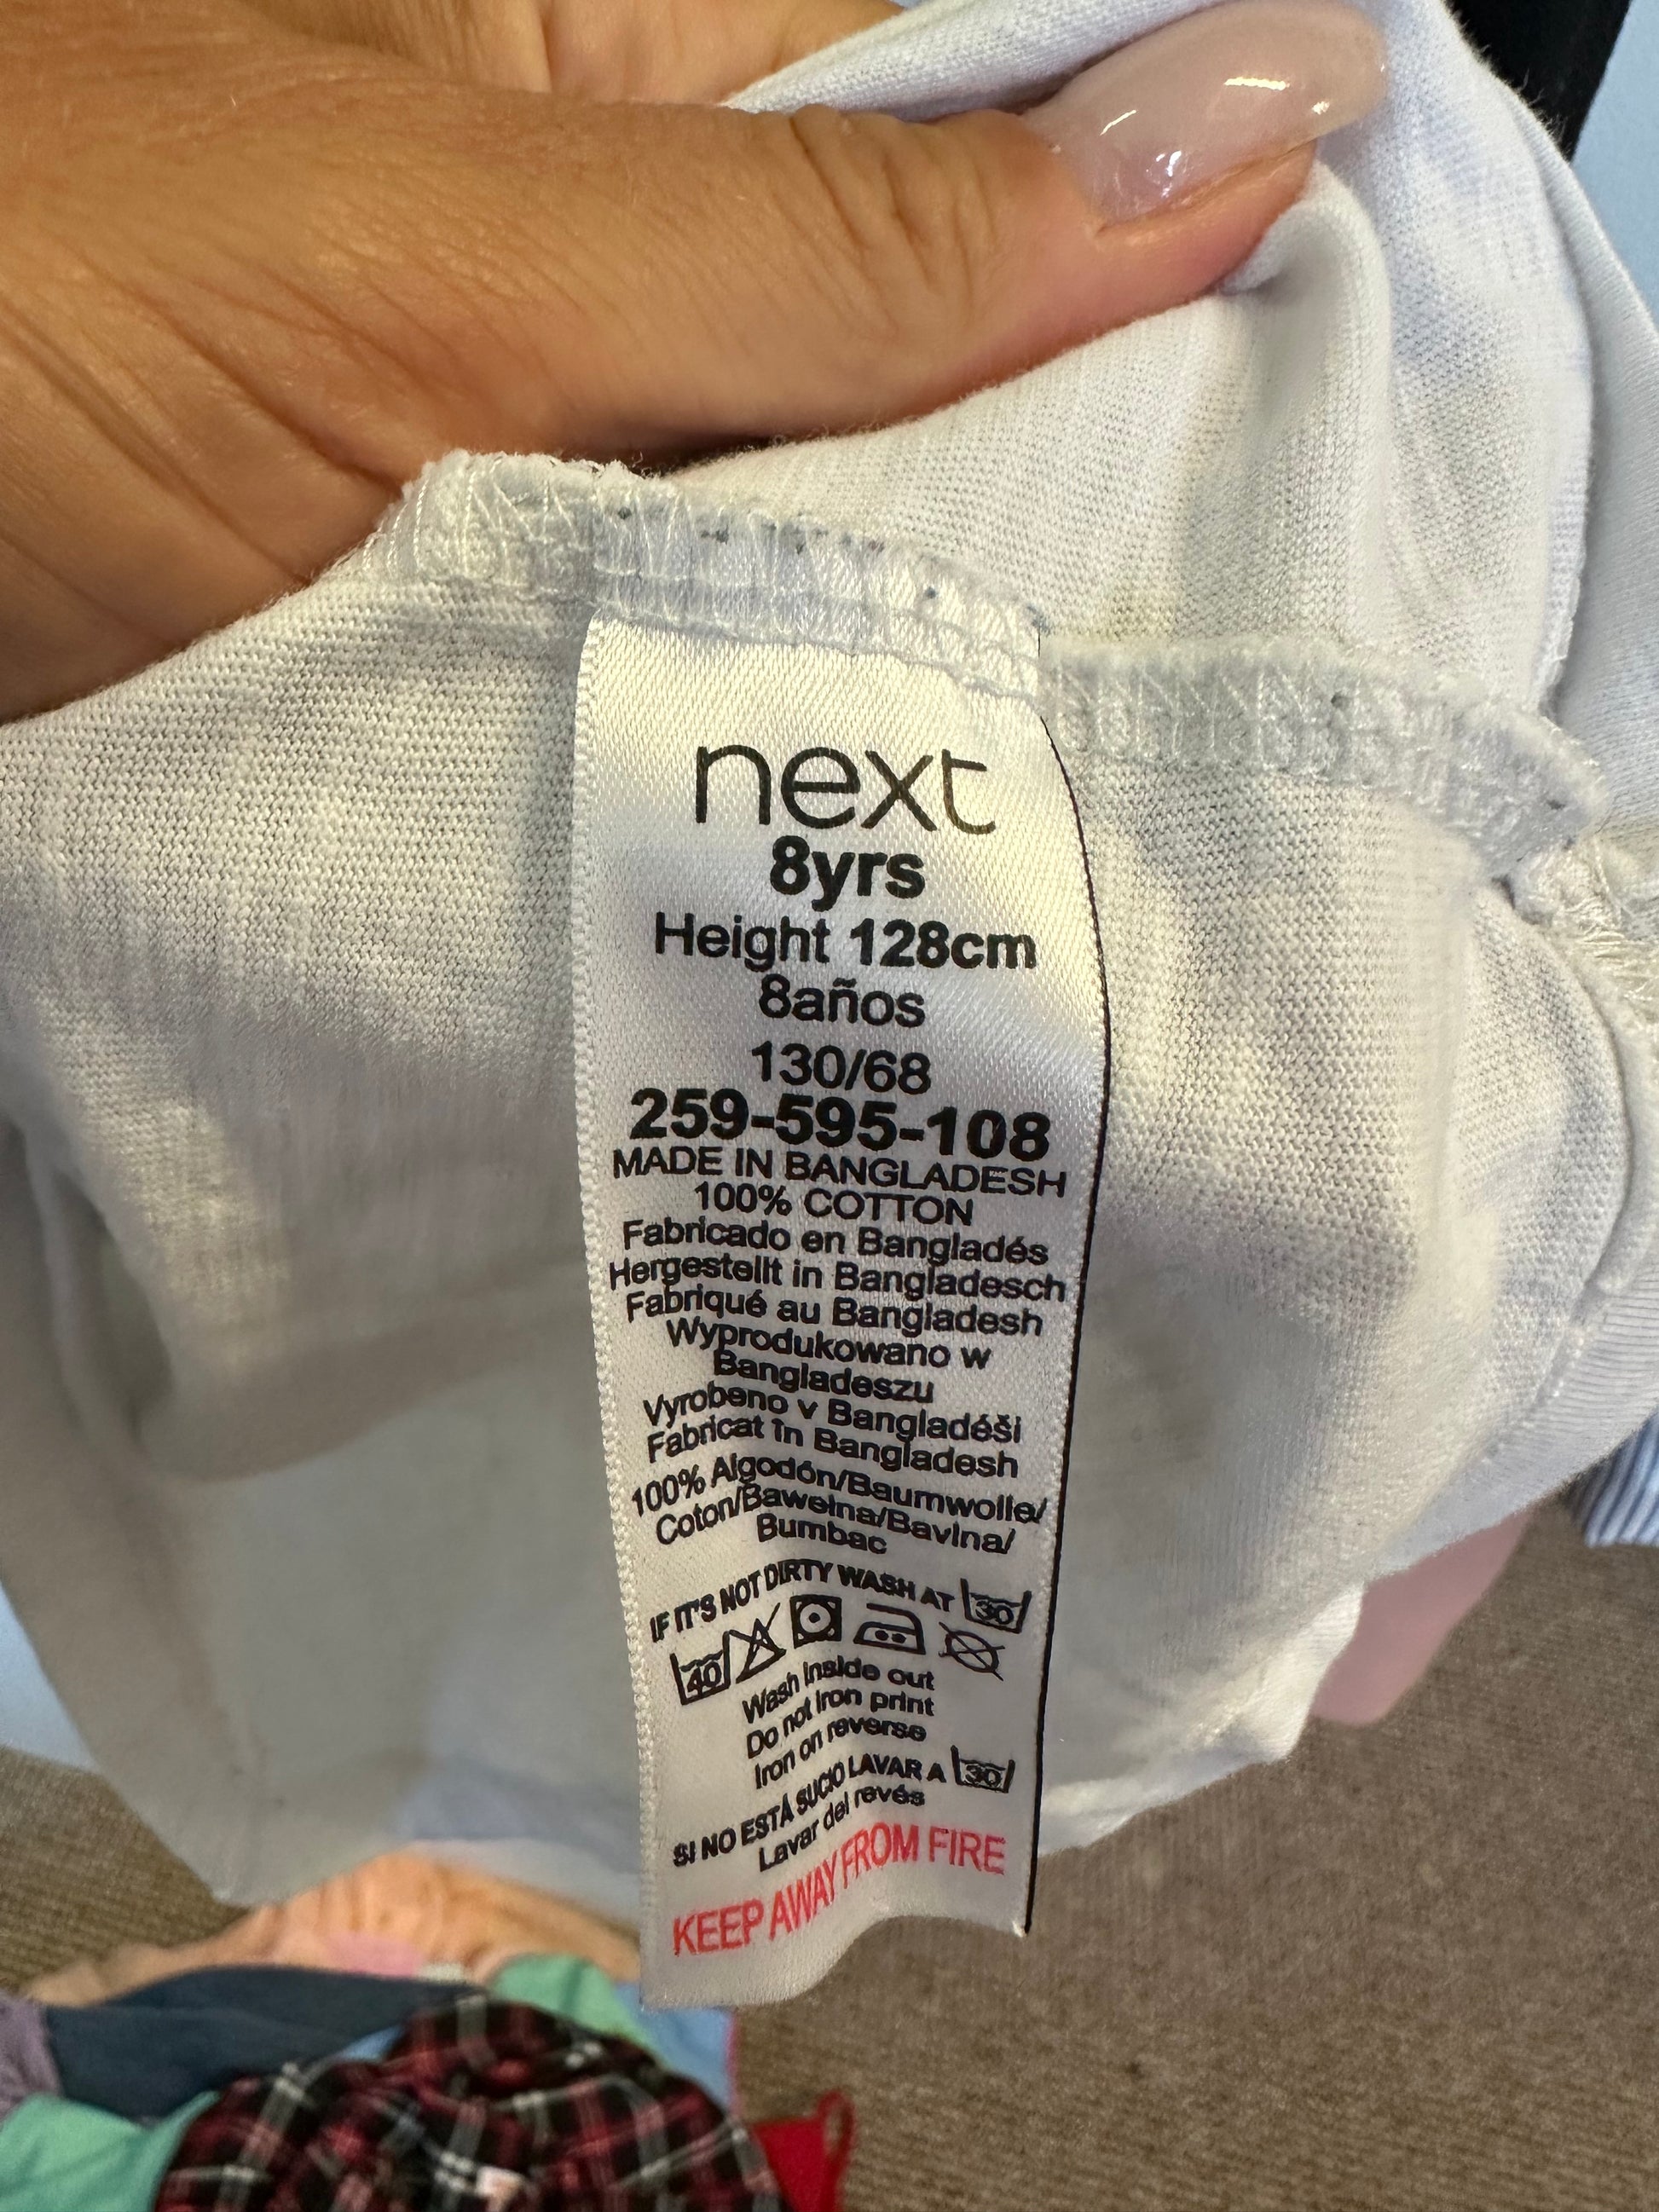 next
8yrs
Height 128cm
8años
130/68
259-595-108
MADE IN BANGLADESH
100% COTTON
Fabricado en Bangladés
Hergestellt in Bangladesch
Fabriqué au Bangladesh
Wyprodukowano w
Bangladeszu
Vyrobeno v Bangladéši
Fabricat în Bangladesh
100% Algodón/Baumwolle/
Coton/Bawełna/Bavlna/
Bumbac
IF IT'S NOT DIRTY WASH AT 30
40
Wash inside out
Do not iron print
Iron on reverse
SI NO ESTÁ SUCIO LAVAR A 30
Lavar del revés
KEEP AWAY FROM FIRE